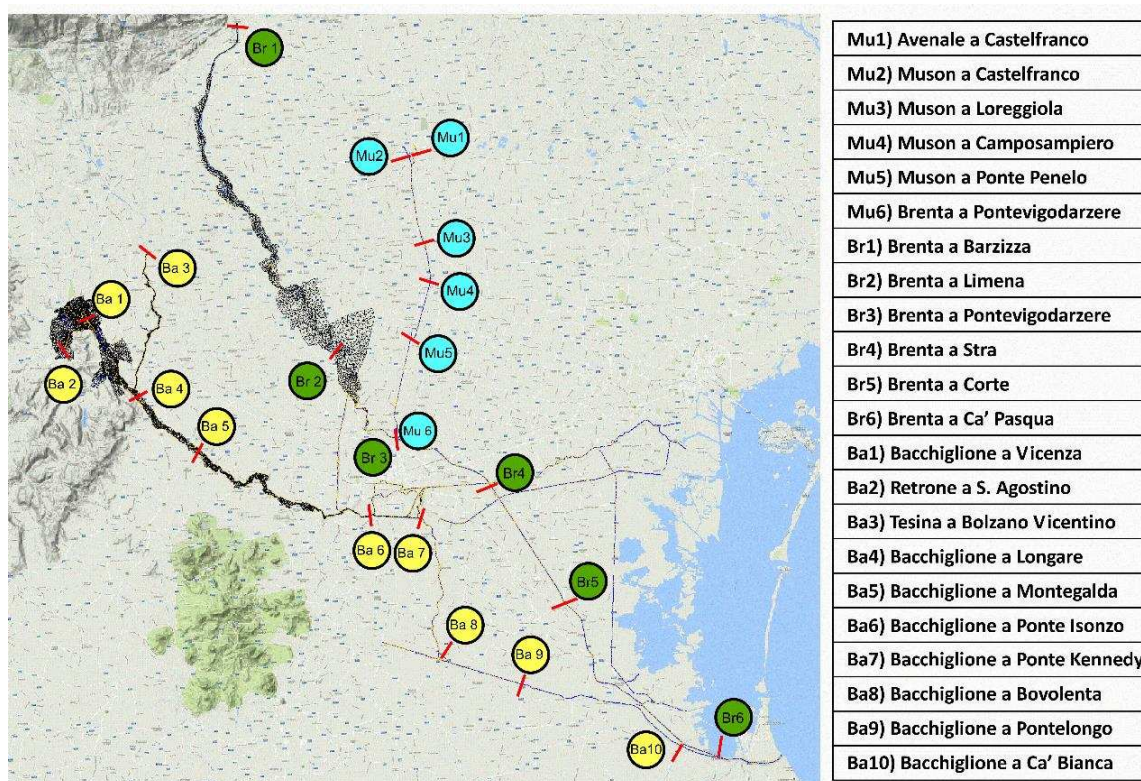 Br 1
Mu1
Mu2
Mu3
Ba 3
Mu4
Ba 1
Mu5
Ba 2
Br 2
Ba 4
Ba 5
Mu 6
Br 3
Br4
Ba 6
Ba 7
Br5
Ba 8
Ba 9
Br6
Ba10
Mu1) Avenale a Castelfranco
Mu2) Muson a Castelfranco
Mu3) Muson a Loreggiola
Mu4) Muson a Camposampiero
Mu5) Muson a Ponte Penelo
Mu6) Brenta a Pontevigodarzere
Br1) Brenta a Barzizza
Br2) Brenta a Limena
Br3) Brenta a Pontevigodarzere
Br4) Brenta a Stra
Br5) Brenta a Corte
Br6) Brenta a Ca’ Pasqua
Ba1) Bacchiglione a Vicenza
Ba2) Retrone a S. Agostino
Ba3) Tesina a Bolzano Vicentino
Ba4) Bacchiglione a Longare
Ba5) Bacchiglione a Montegalda
Ba6) Bacchiglione a Ponte Isonzo
Ba7) Bacchiglione a Ponte Kennedy
Ba8) Bacchiglione a Bovolenta
Ba9) Bacchiglione a Pontelongo
Ba10) Bacchiglione a Ca’ Bianca